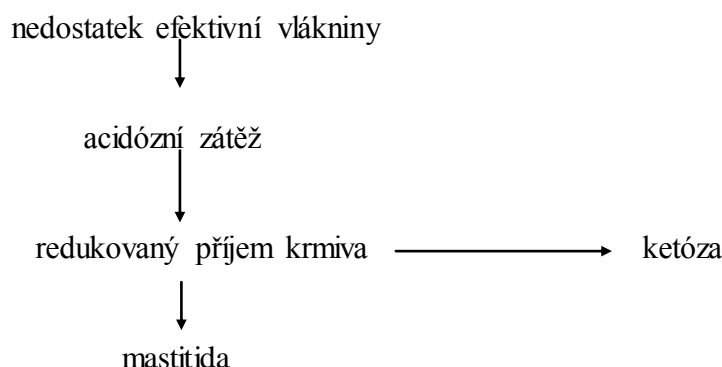 nedostatek efektivní vlákniny
acidózní zátěž
redukovaný příjem krmiva
ketóza
mastitida